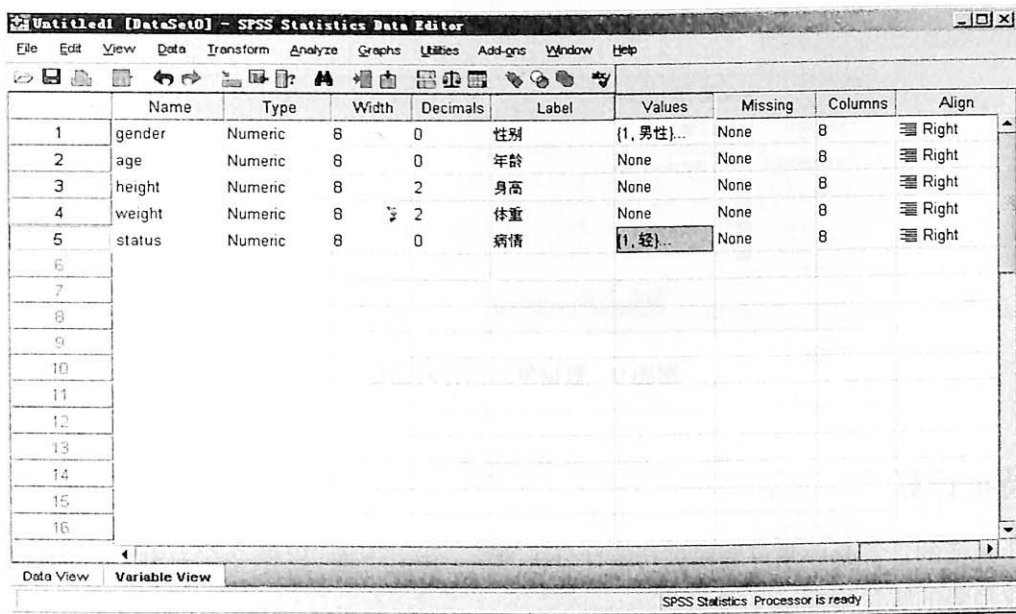 Untitled1 [DataSet0] - SPSS Statistics Data Editor
File Edit View Data Transform Analyze Graphs Utilities Add-ons Window Help
Name Type Width Decimals Label Values Missing Columns Align
1 gender Numeric 8 0 性别 {1, 男性}... None 8 Right
2 age Numeric 8 0 年龄 None None 8 Right
3 height Numeric 8 2 身高 None None 8 Right
4 weight Numeric 8 2 体重 None None 8 Right
5 status Numeric 8 0 病情 {1, 轻}... None 8 Right
6
7
8
9
10
11
12
13
14
15
16
Data View Variable View
SPSS Statistics Processor is ready